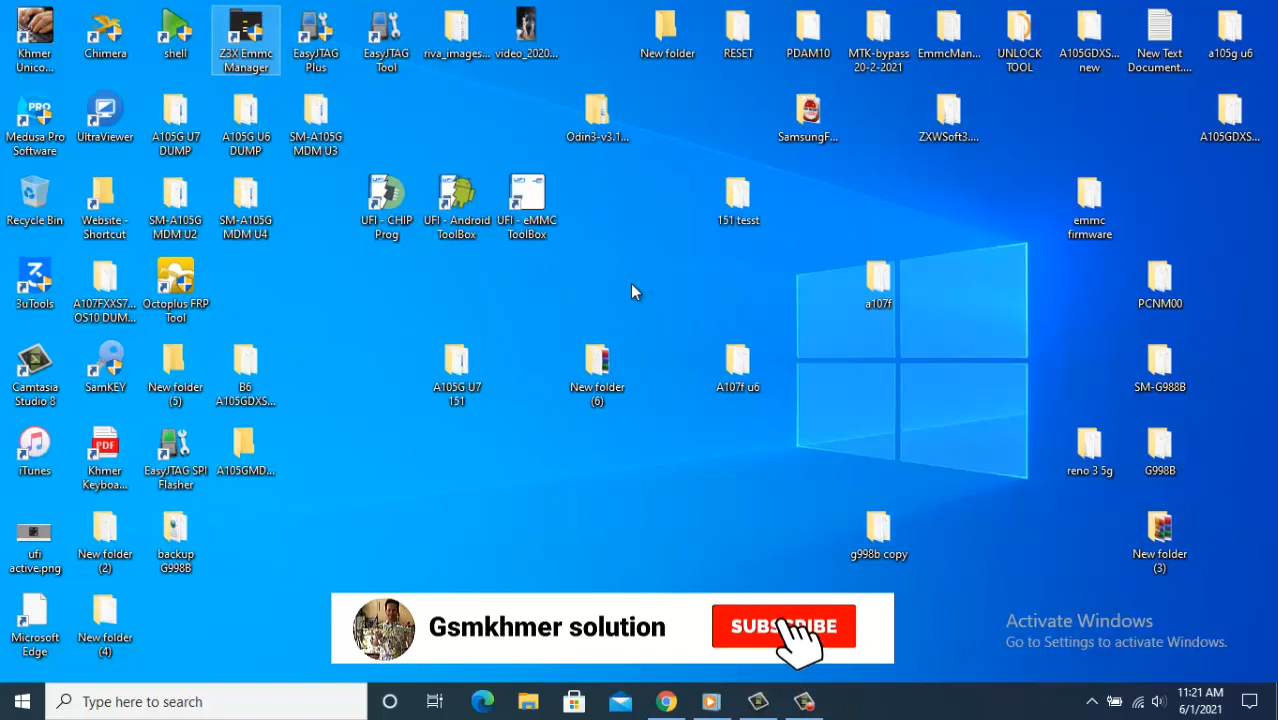 Khmer
Unico...
Chimera
shell
Z3X Emmc
Manager
EasyJTAG
Plus
EasyJTAG
Tool
riva_images...
video_2020...
New folder
RESET
PDAM10
MTK-bypass
20-2-2021
EmmcMan...
UNLOCK
TOOL
A105GDXS...
new
New Text
Document....
a105g u6
PRO
Medusa Pro
Software
UltraViewer
A105G U7
DUMP
A105G U6
DUMP
SM-A105G
MDM U3
Odin3-v3.1...
SamsungF...
ZXWSoft3....
A105GDXS...
Recycle Bin
Website -
Shortcut
SM-A105G
MDM U2
SM-A105G
MDM U4
UFI - CHIP
Prog
UFI - Android
ToolBox
UFI - eMMC
ToolBox
151 tesst
emmc
firmware
3uTools
A107FXXS7...
OS10 DUM...
Octoplus FRP
Tool
a107f
PCNM00
Camtasia
Studio 8
SamKEY
New folder
(5)
B6
A105GDXS...
A105G U7
151
New folder
(6)
A107f u6
SM-G988B
iTunes
PDF
Khmer
Keyboa...
EasyJTAG SPI
Flasher
A105GMD...
reno 3 5g
G998B
ufi
active.png
New folder
(2)
backup
G998B
g998b copy
New folder
(3)
Microsoft
Edge
New folder
(4)
Gsmkhmer solution
SUBSCRIBE
Activate Windows
Go to Settings to activate Windows.
Type here to search
11:21 AM
6/1/2021